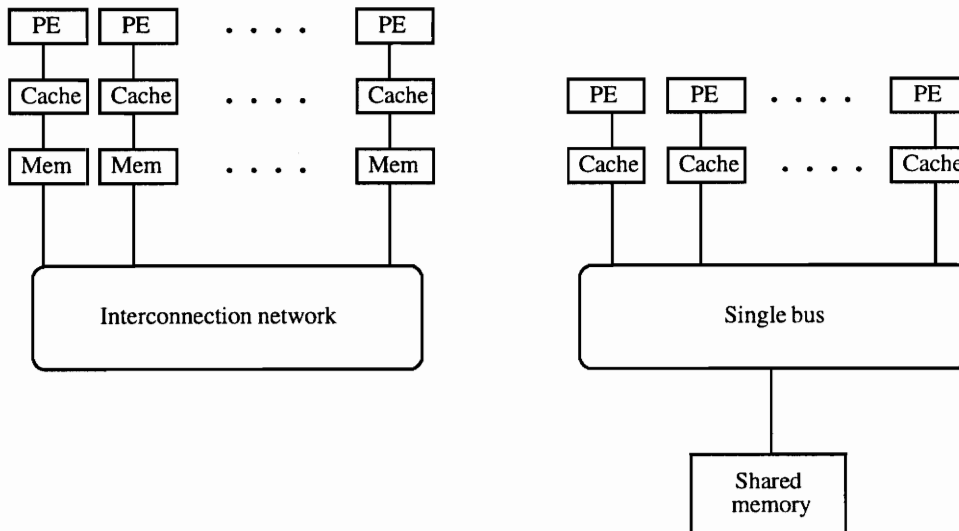 PE PE . . . . PE
Cache Cache . . . . Cache
Mem Mem . . . . Mem
Interconnection network
PE PE . . . . PE
Cache Cache . . . . Cache
Single bus
Shared
memory